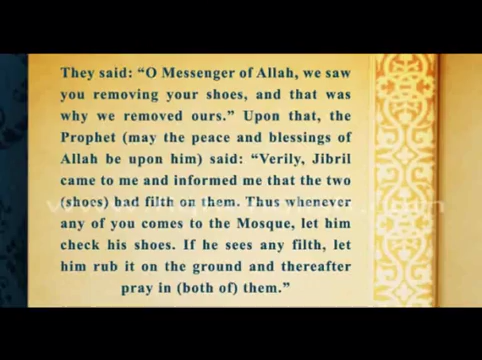 They said: “O Messenger of Allah, we saw
you removing your shoes, and that was
why we removed ours.” Upon that, the
Prophet (may the peace and blessings of
Allah be upon him) said: “Verily, Jibril
came to me and informed me that the two
(shoes) had filth on them. Thus whenever
any of you comes to the Mosque, let him
check his shoes. If he sees any filth, let
him rub it on the ground and thereafter
pray in (both of) them.”